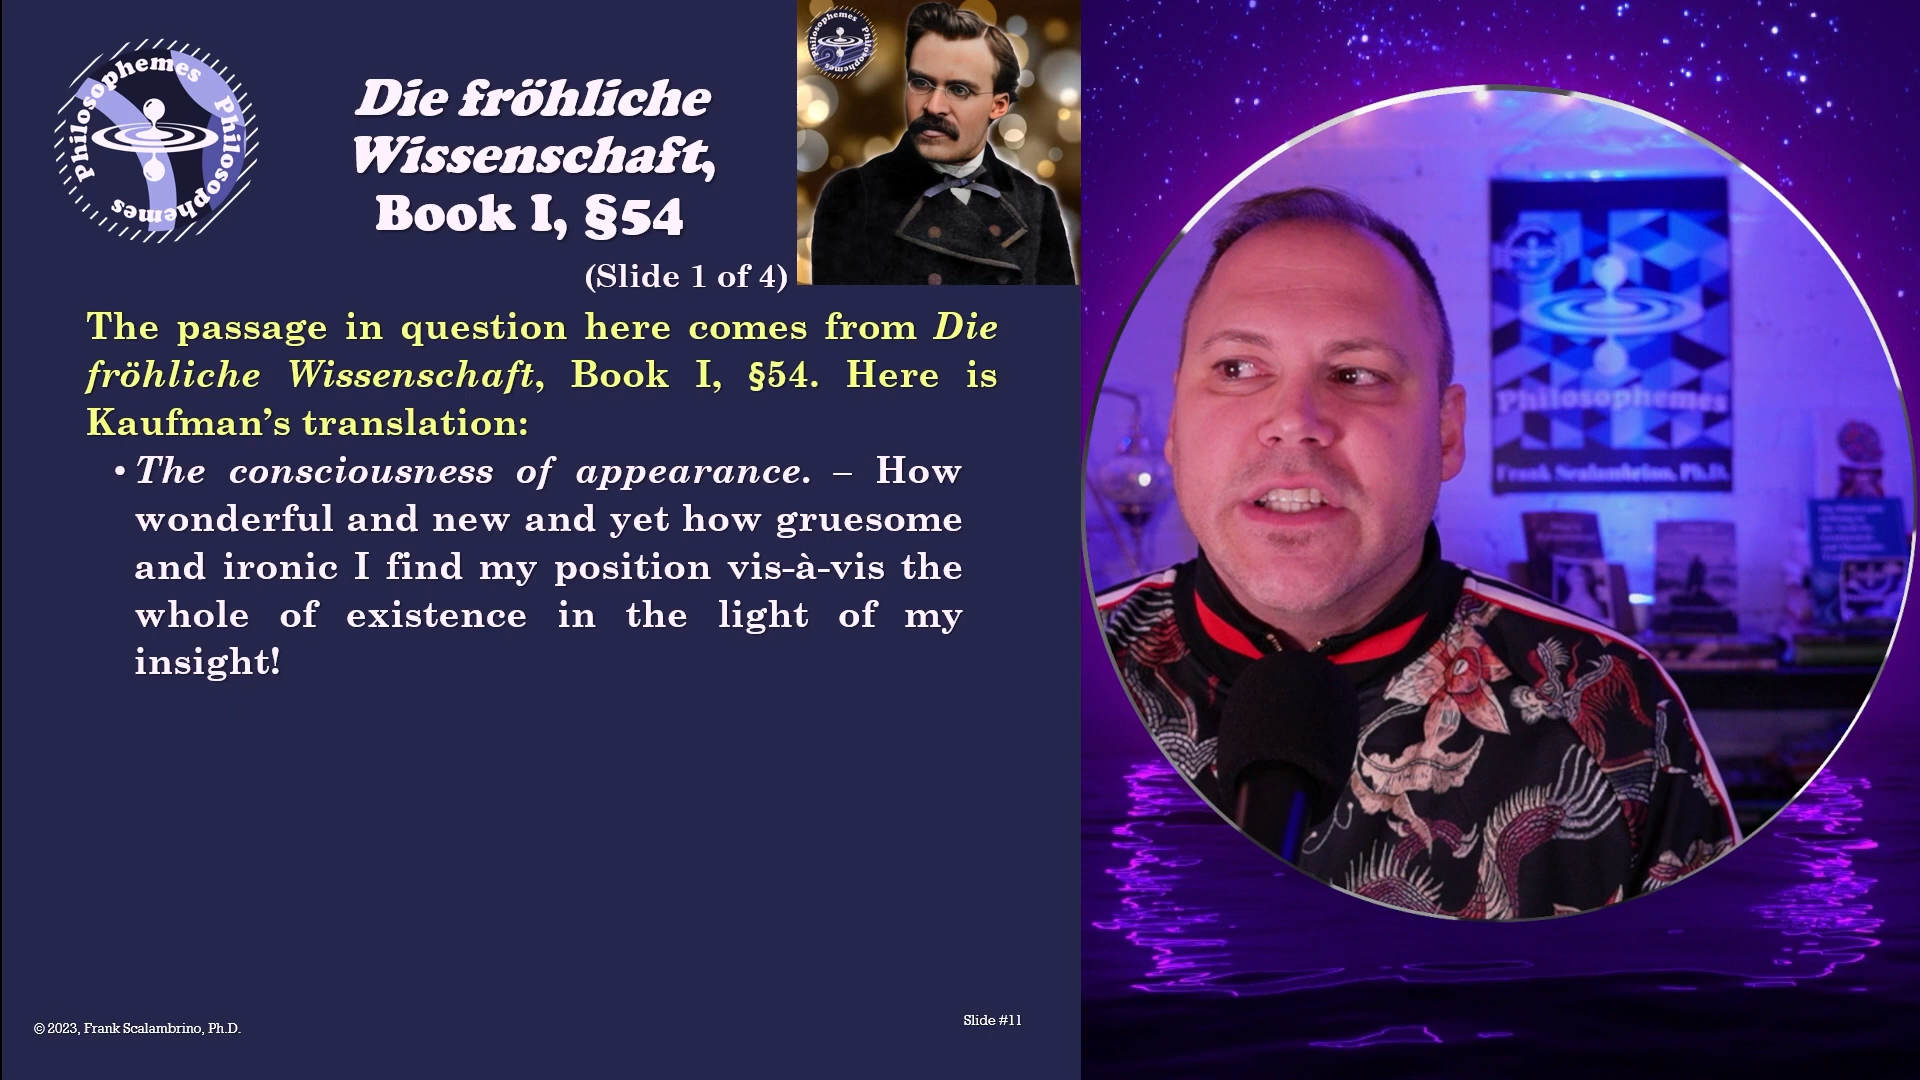 Philosophemes Philosophemes
Die fröhliche
Wissenschaft,
Book I, §54
(Slide 1 of 4)
Philosophemes Philosophemes
The passage in question here comes from Die
fröhliche Wissenschaft, Book I, §54. Here is
Kaufman’s translation:
• The consciousness of appearance. – How
wonderful and new and yet how gruesome
and ironic I find my position vis-à-vis the
whole of existence in the light of my
insight!
© 2023, Frank Scalambrino, Ph.D.
Slide #11
Philosophemes
Frank Scalambrino, Ph.D.